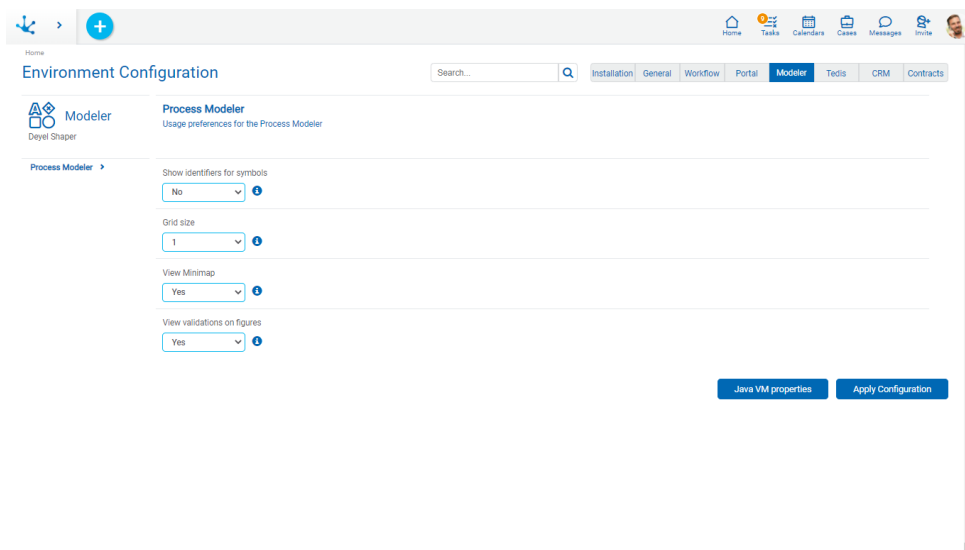 9
Home
Tasks
Calendars
Cases
Messages
Invite
Home
Environment Configuration
Search...
Installation
General
Workflow
Portal
Modeler
Tedis
CRM
Contracts
Modeler
Deyel Shaper
Process Modeler
Usage preferences for the Process Modeler
Process Modeler
Show identifiers for symbols
No
Grid size
1
View Minimap
Yes
View validations on figures
Yes
Java VM properties
Apply Configuration